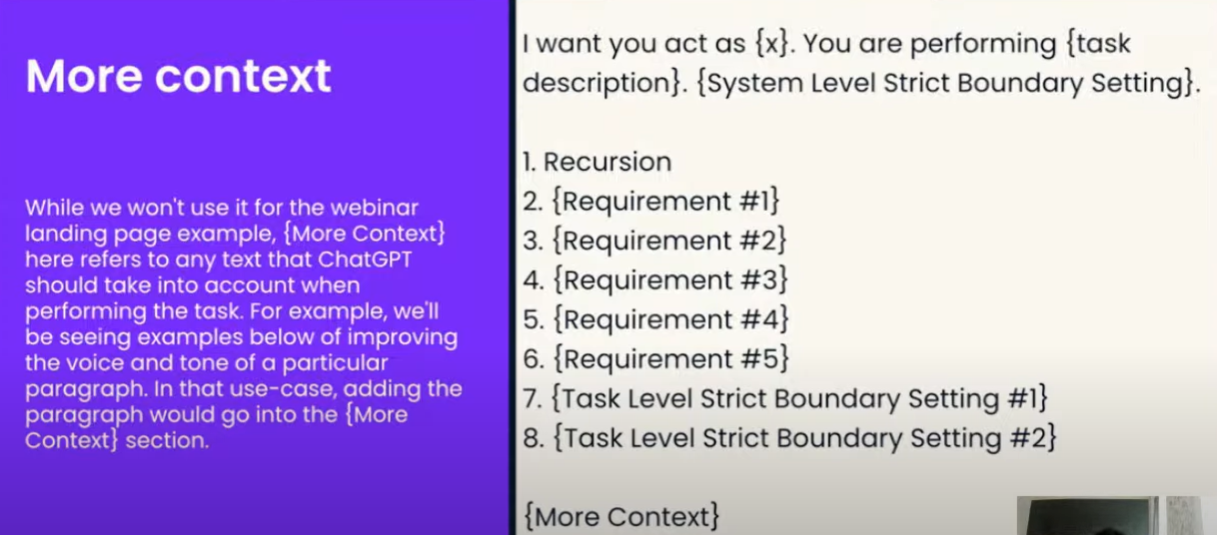 More context
While we won't use it for the webinar
landing page example, {More Context}
here refers to any text that ChatGPT
should take into account when
performing the task. For example, we'll
be seeing examples below of improving
the voice and tone of a particular
paragraph. In that use-case, adding the
paragraph would go into the {More
Context} section.
I want you act as {x}. You are performing {task
description}. {System Level Strict Boundary Setting}.
1. Recursion
2. {Requirement #1}
3. {Requirement #2}
4. {Requirement #3}
5. {Requirement #4}
6. {Requirement #5}
7. {Task Level Strict Boundary Setting #1}
8. {Task Level Strict Boundary Setting #2}
{More Context}